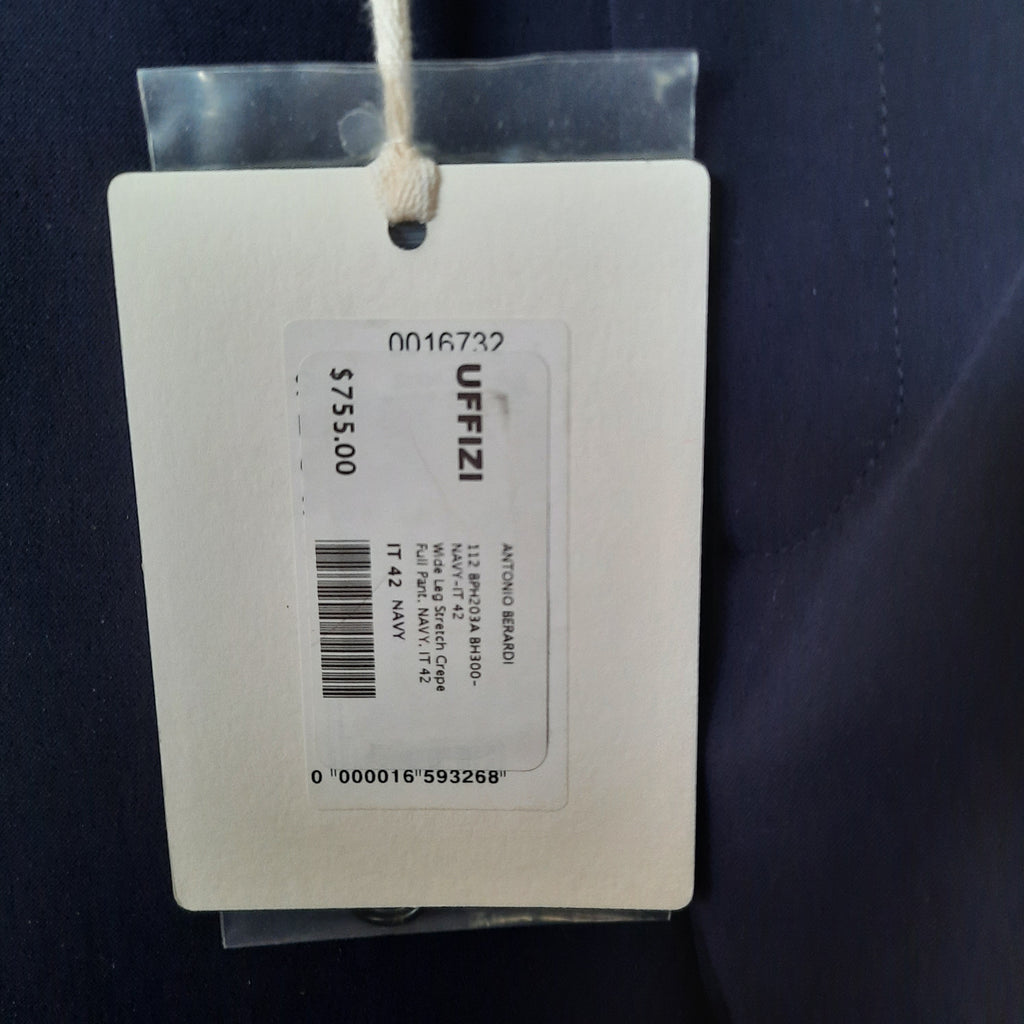 0016732
UFFIZI
$755.00
ANTONIO BERARDI
112 BPH203A BH300-
NAVY-IT 42
Wide Leg Stretch Crepe
Full Pant, NAVY, IT 42
IT 42 NAVY
0 "000016"593268"